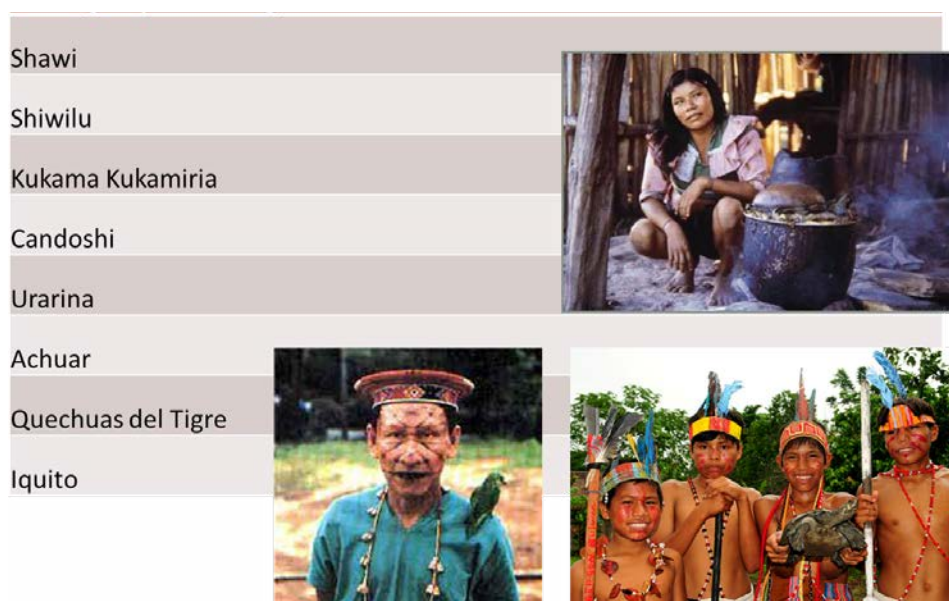 Shawi
Shiwilu
Kukama Kukamiria
Candoshi
Urarina
Achuar
Quechuas del Tigre
Iquito